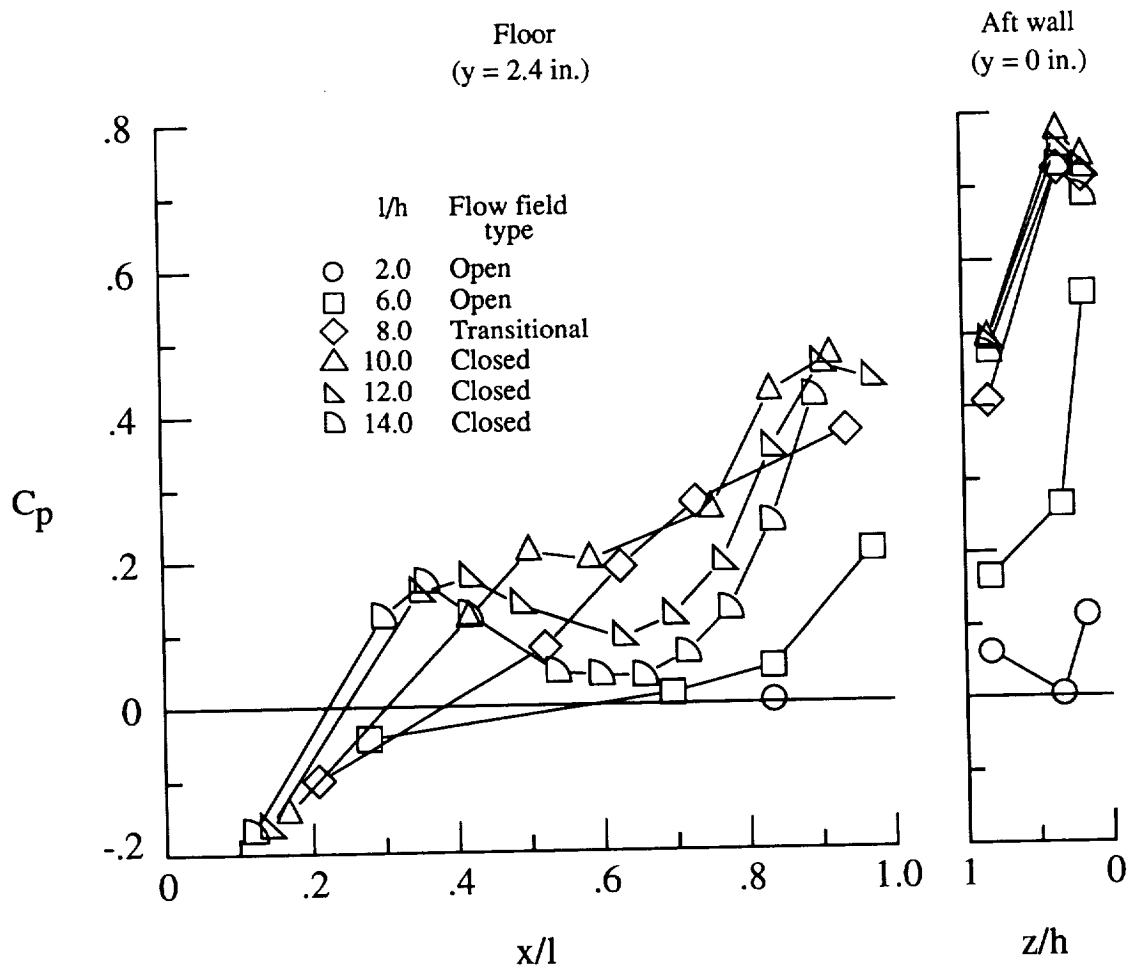 Floor
(y = 2.4 in.)
Aft wall
(y = 0 in.)
.8
.6
.4
.2
0
-.2
Cp
l/h Flow field
type
2.0 Open
6.0 Open
8.0 Transitional
10.0 Closed
12.0 Closed
14.0 Closed
0 .2 .4 .6 .8 1.0
x/l
1 0
z/h